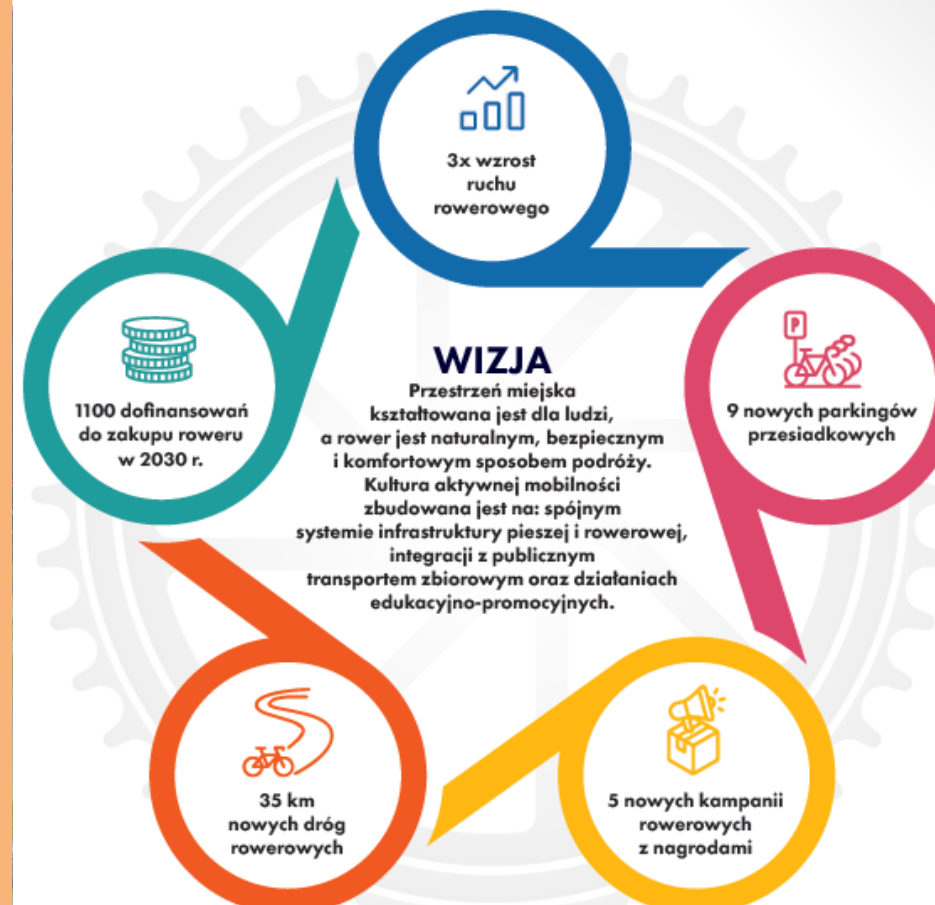 3x wzrost
ruchu
rowerowego
1100 dofinansowań
do zakupu roweru
w 2030 r.
WIZJA
Przestrzeń miejska
kształtowana jest dla ludzi,
a rower jest naturalnym, bezpiecznym
i komfortowym sposobem podróży.
Kultura aktywnej mobilności
zbudowana jest na: spójnym
systemie infrastruktury pieszej i rowerowej,
integracji z publicznym
transportem zbiorowym oraz działaniach
edukacyjno-promocyjnych.
P
9 nowych parkingów
przesiadkowych
35 km
nowych dróg
rowerowych
5 nowych kampanii
rowerowych
z nagrodami